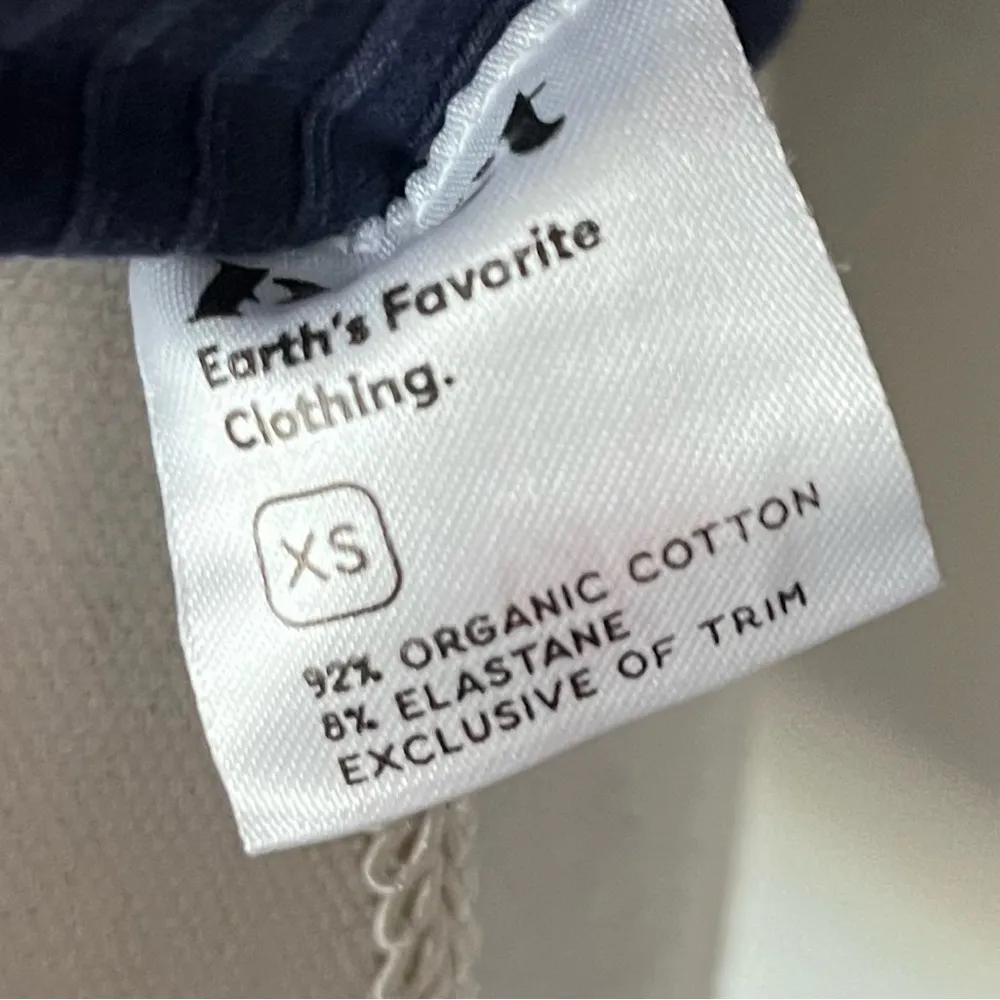 Earth's Favorite
Clothing.
XS
92% ORGANIC COTTON
8% ELASTANE
EXCLUSIVE OF TRIM